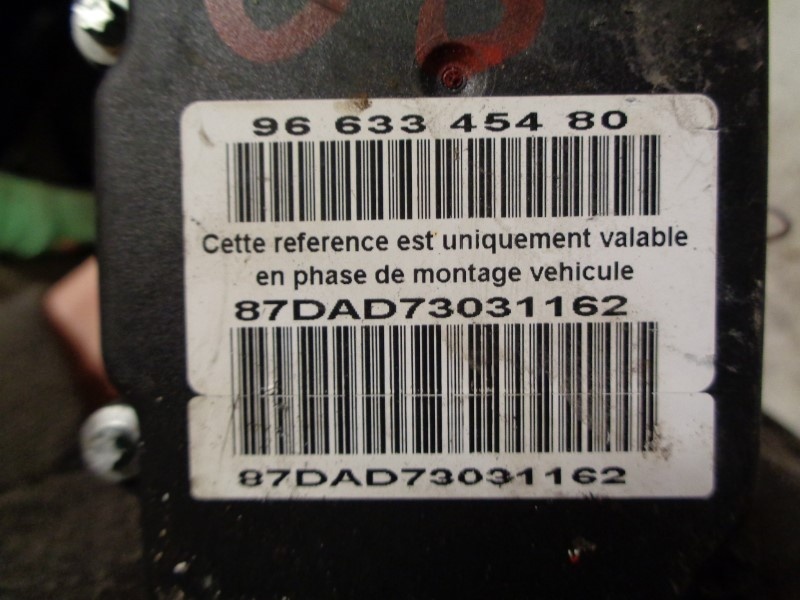 96 633 454 80
Cette reference est uniquement valable
en phase de montage vehicule
87DAD73031162
87DAD73031162